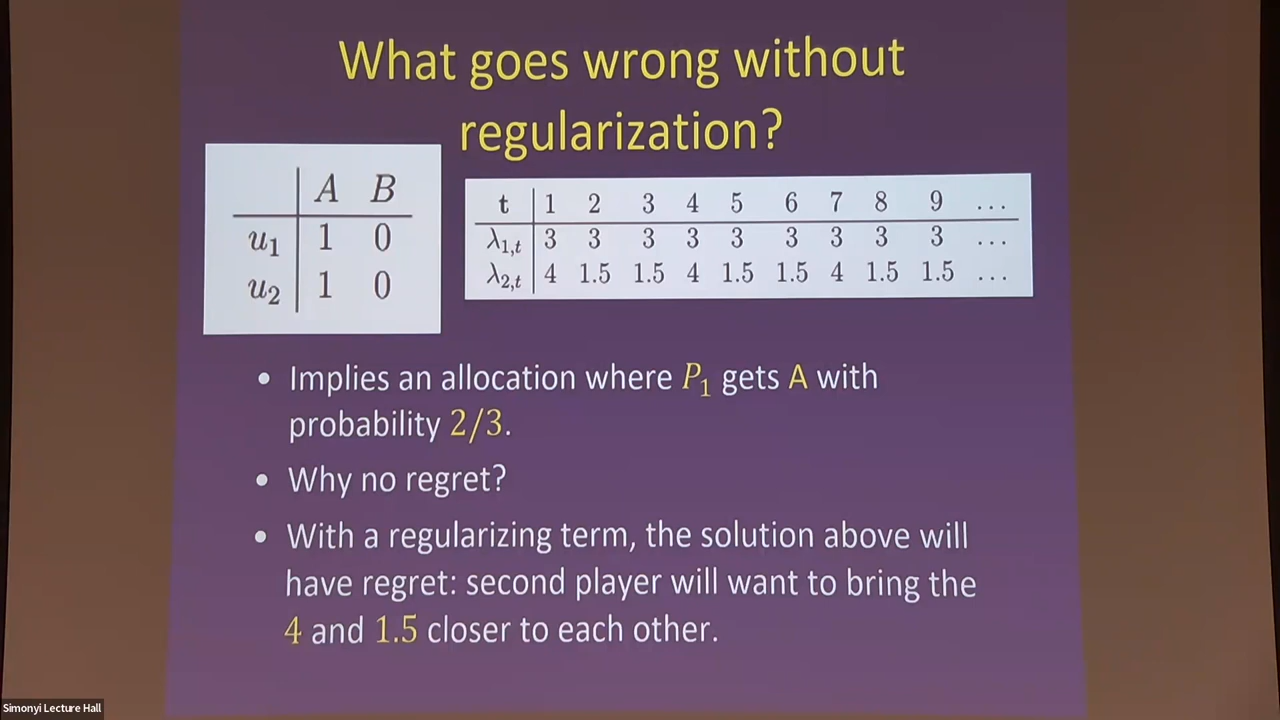 What goes wrong without
regularization?
A B
u₁ 1 0
u₂ 1 0
t 1 2 3 4 5 6 7 8 9 ...
λ₁,t 3 3 3 3 3 3 3 3 3 ...
λ₂,t 4 1.5 1.5 4 1.5 1.5 4 1.5 1.5 ...
• Implies an allocation where P₁ gets A with
probability 2/3.
• Why no regret?
• With a regularizing term, the solution above will
have regret: second player will want to bring the
4 and 1.5 closer to each other.
Simonyi Lecture Hall